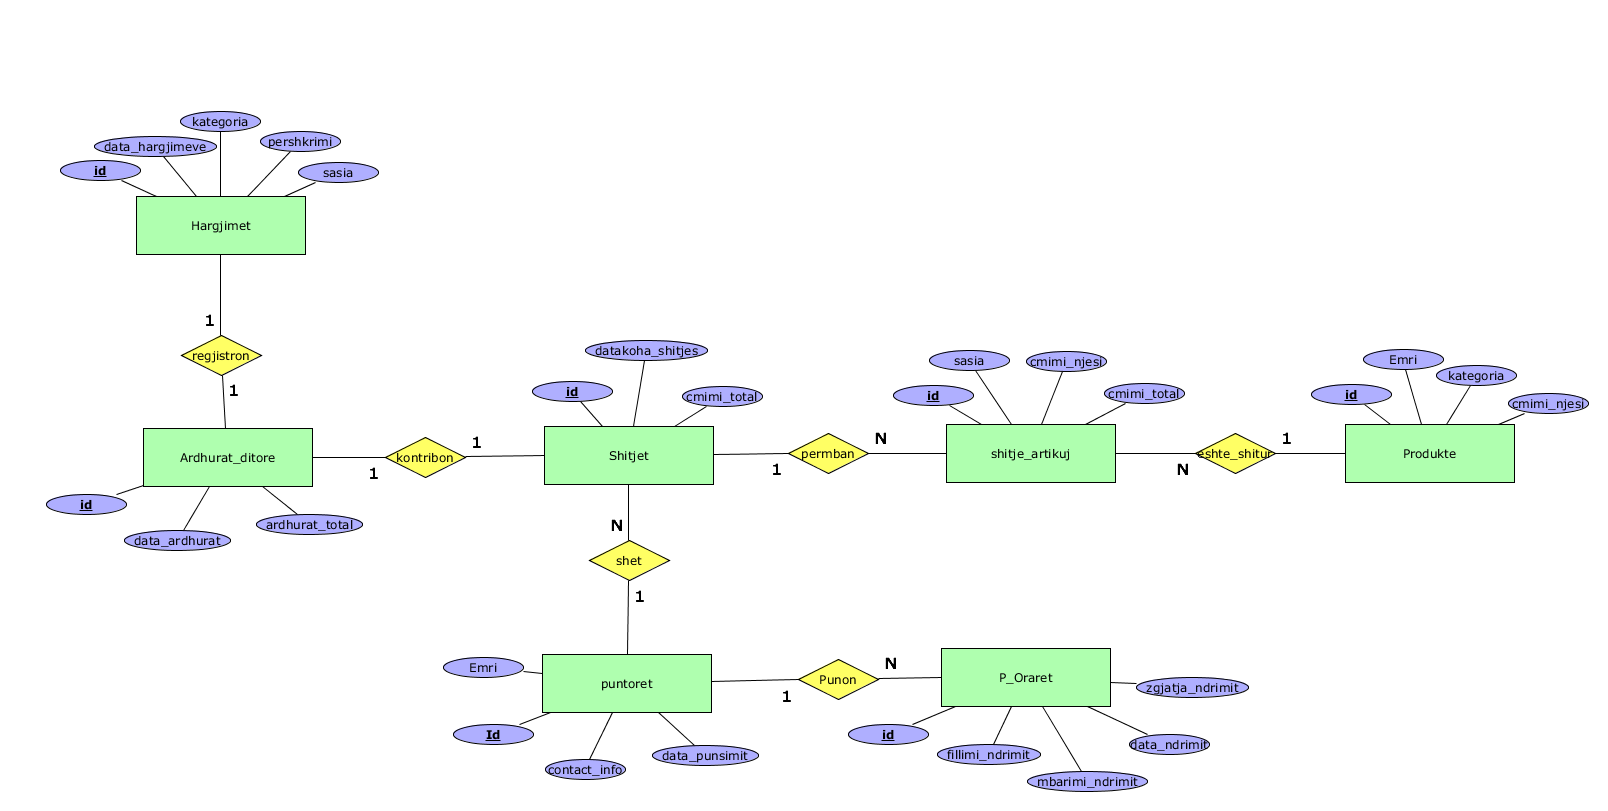 kategoria
data_hargjimeve
pershkrimi
id
sasia
Hargjimet
1
regjistron
1
Ardhurat_ditore
id
data_ardhurat
ardhurat_total
1
kontribon
1
datakoha_shitjes
id
cmimi_total
Shitjet
1
permban
N
sasia
cmimi_njesi
id
cmimi_total
shitje_artikuj
N
eshte_shitur
1
Emri
kategoria
id
cmimi_njesi
Produkte
N
shet
1
Emri
puntoret
Id
contact_info
data_punsimit
1
Punon
N
P_Oraret
zgjatja_ndrimit
id
fillimi_ndrimit
data_ndrimit
mbarimi_ndrimit